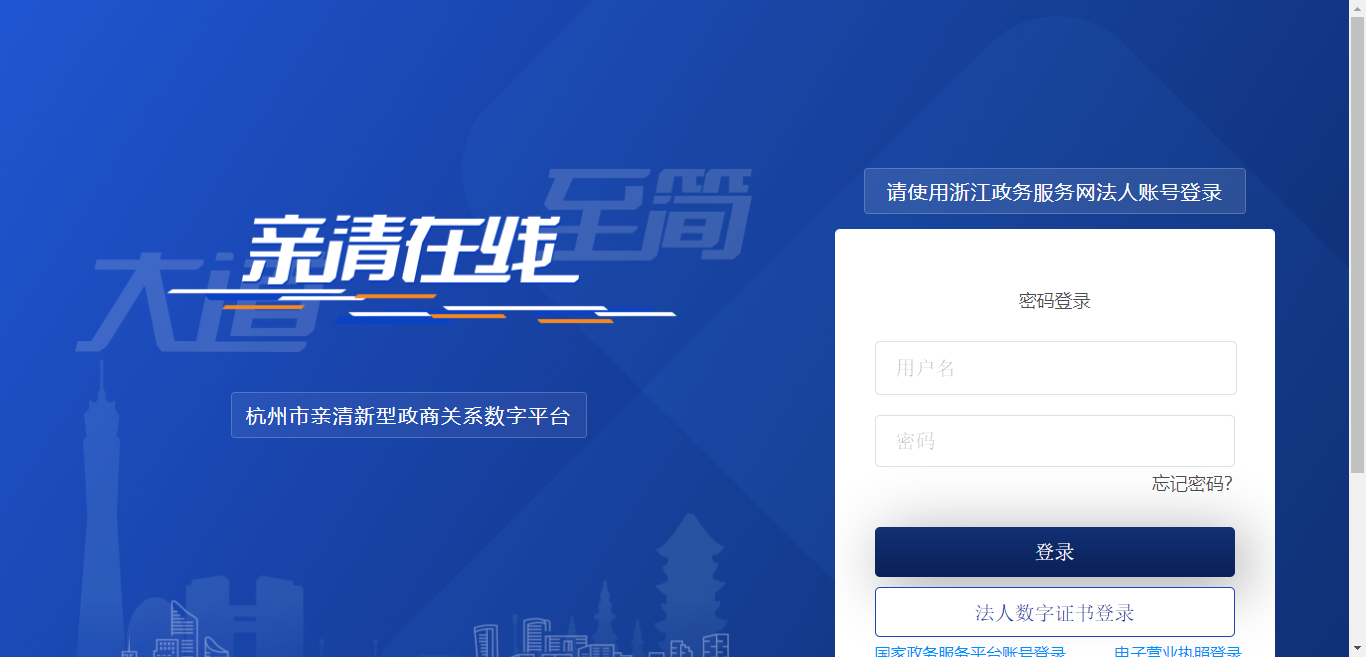 大道
至简
亲清在线
杭州市亲清新型政商关系数字平台
请使用浙江政务服务网法人账号登录
密码登录
用户名
密码
忘记密码?
登录
法人数字证书登录
国家政务服务平台账号登录
电子营业执照登录